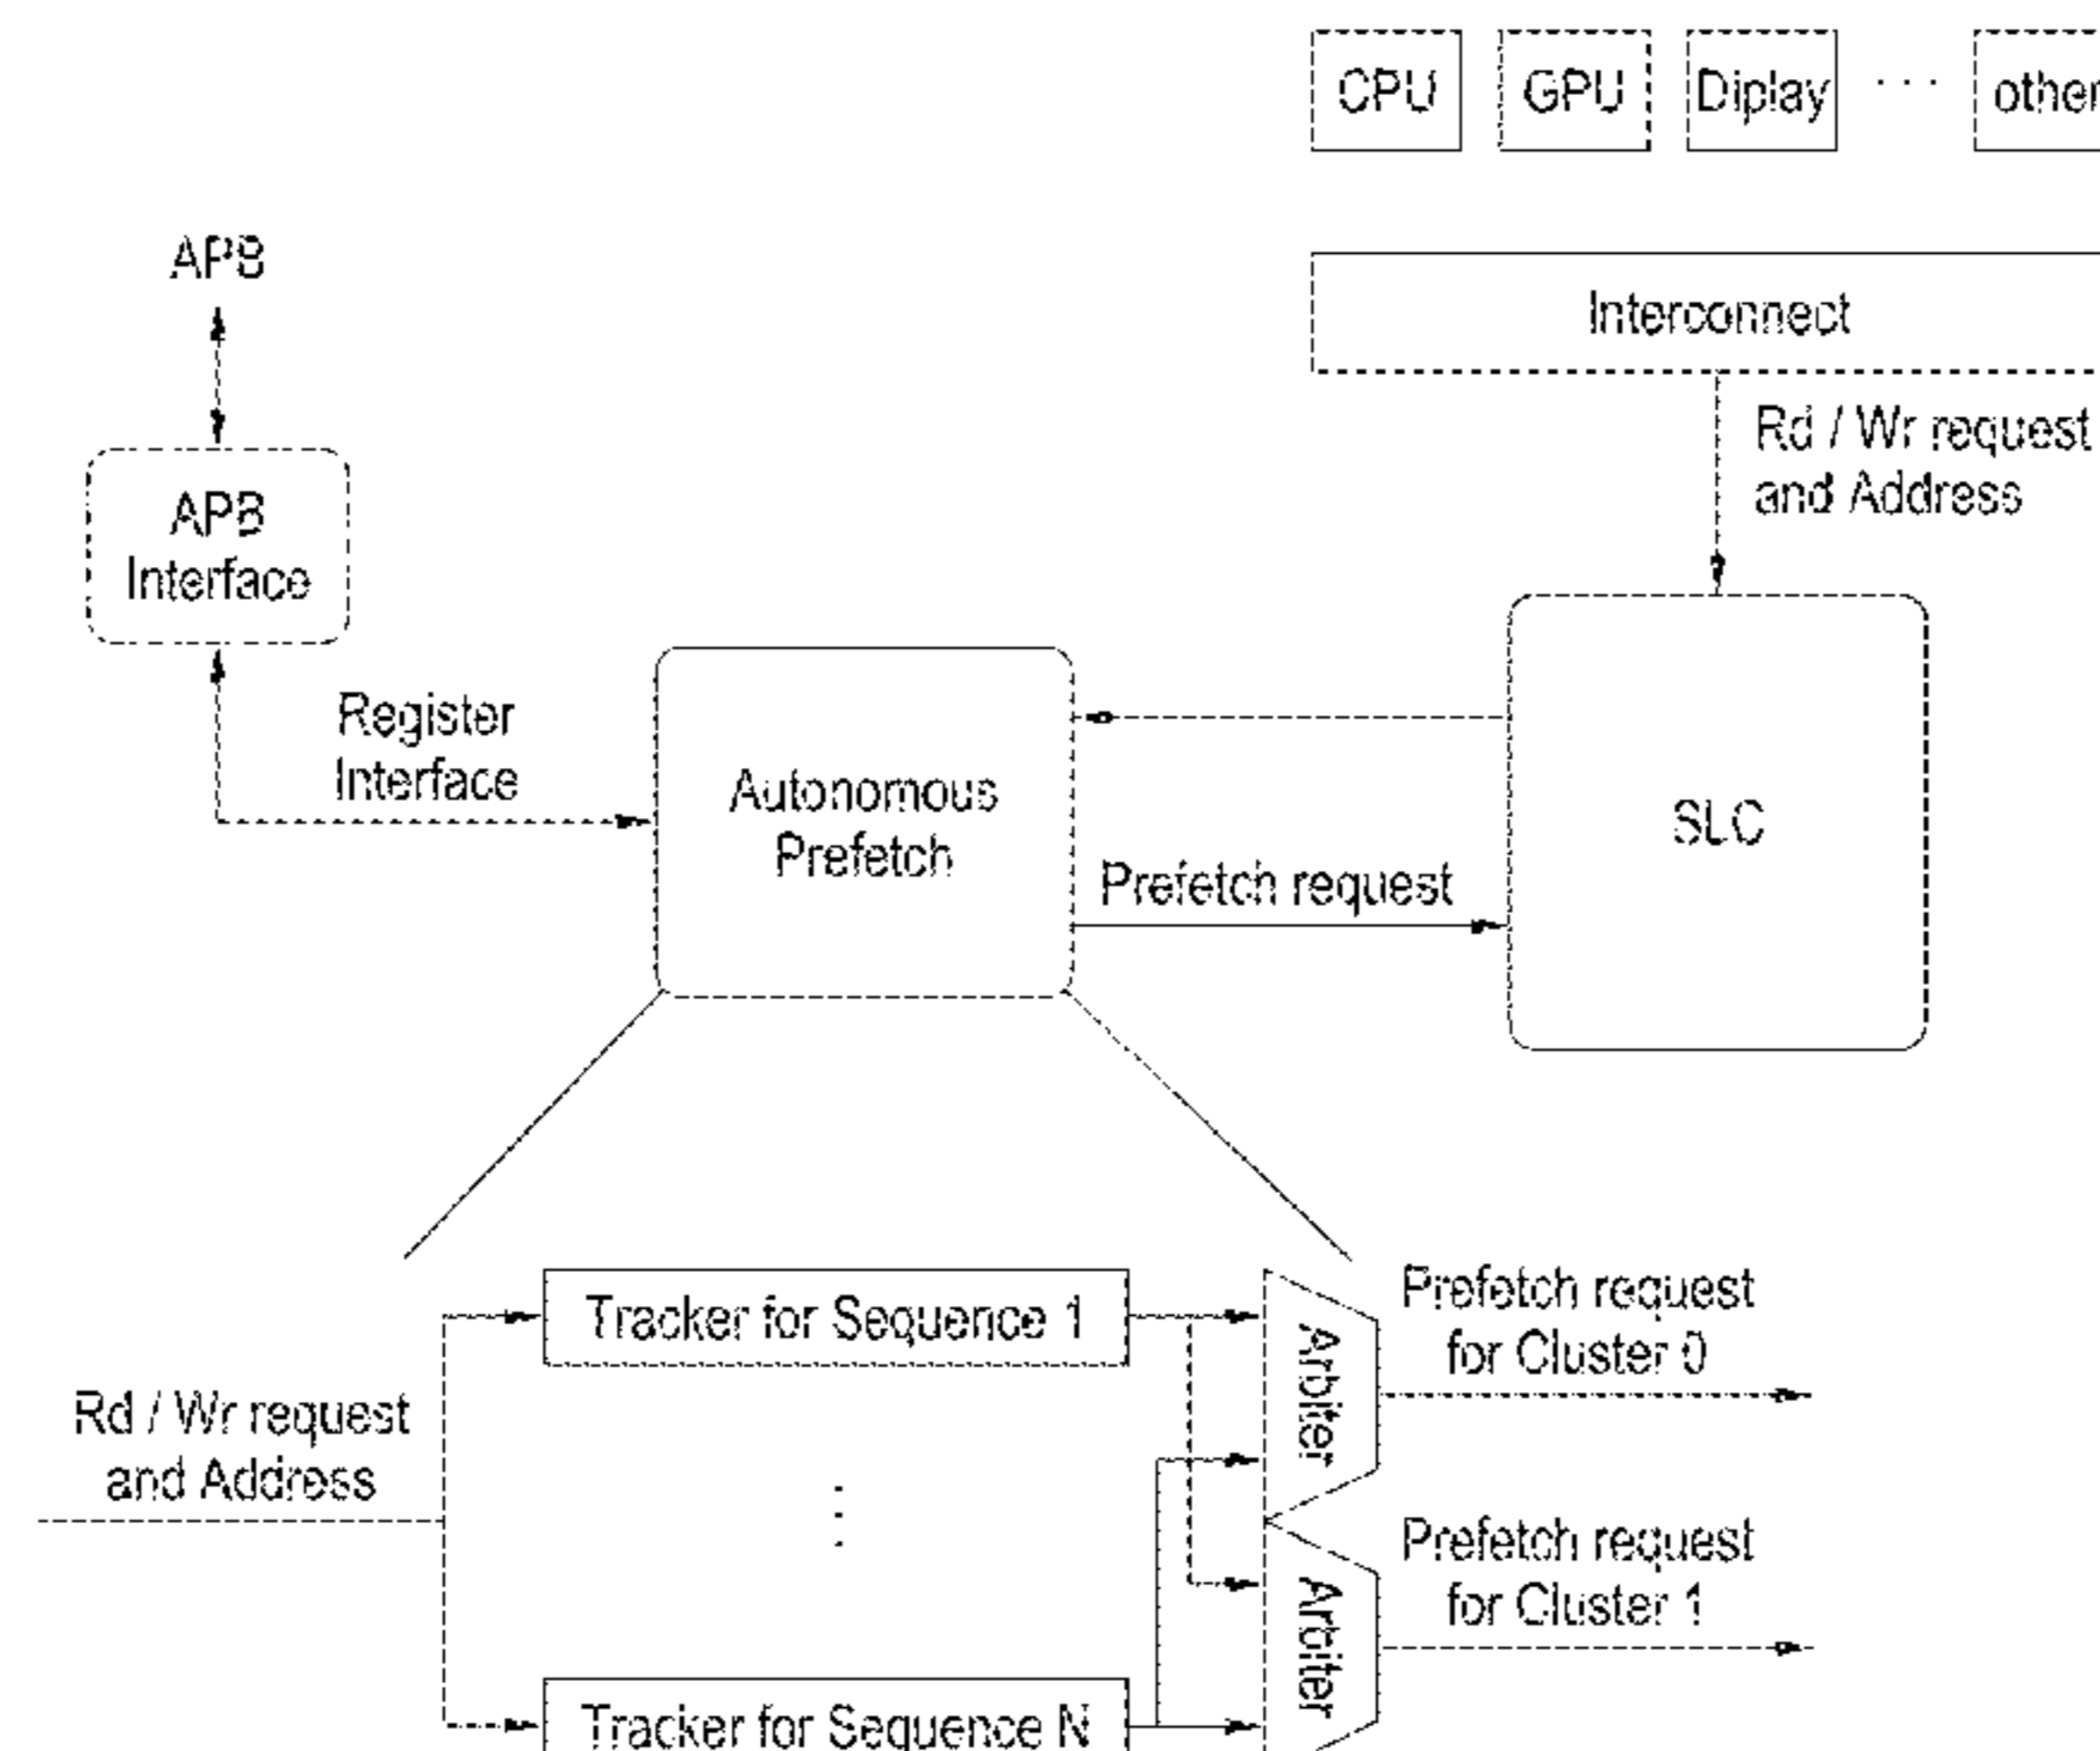 CPU
GPU
Diplay
other
APB
Interconnect
Rd / Wr request
and Address
APB
Interface
Register
Interface
Autonomous
Prefetch
SLC
Prefetch request
Tracker for Sequence 1
Arbiter
Prefetch request
for Cluster 0
Rd / Wr request
and Address
Prefetch request
for Cluster 1
Arbiter
Tracker for Sequence N